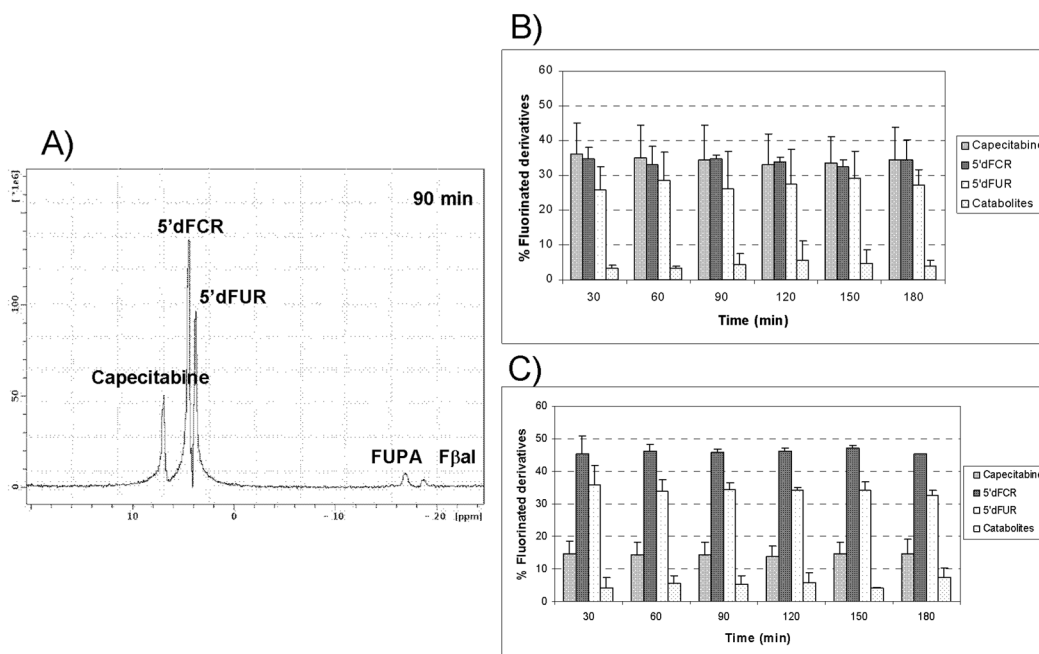 A)
[*1e6]
90 min
5'dFCR
5'dUFR
Capecitabine
FUPA Fβal
100
50
0
10 0 - 10 - 20 [ppm]
B)
60
50
40
30
20
10
0
% Fluorinated derivatives
30 60 90 120 150 180
Time (min)
Capecitabine
5'dFCR
5'dFUR
Catabolites
C)
60
50
40
30
20
10
0
% Fluorinated derivatives
30 60 90 120 150 180
Time (min)
Capecitabine
5'dFCR
5'dFUR
Catabolites